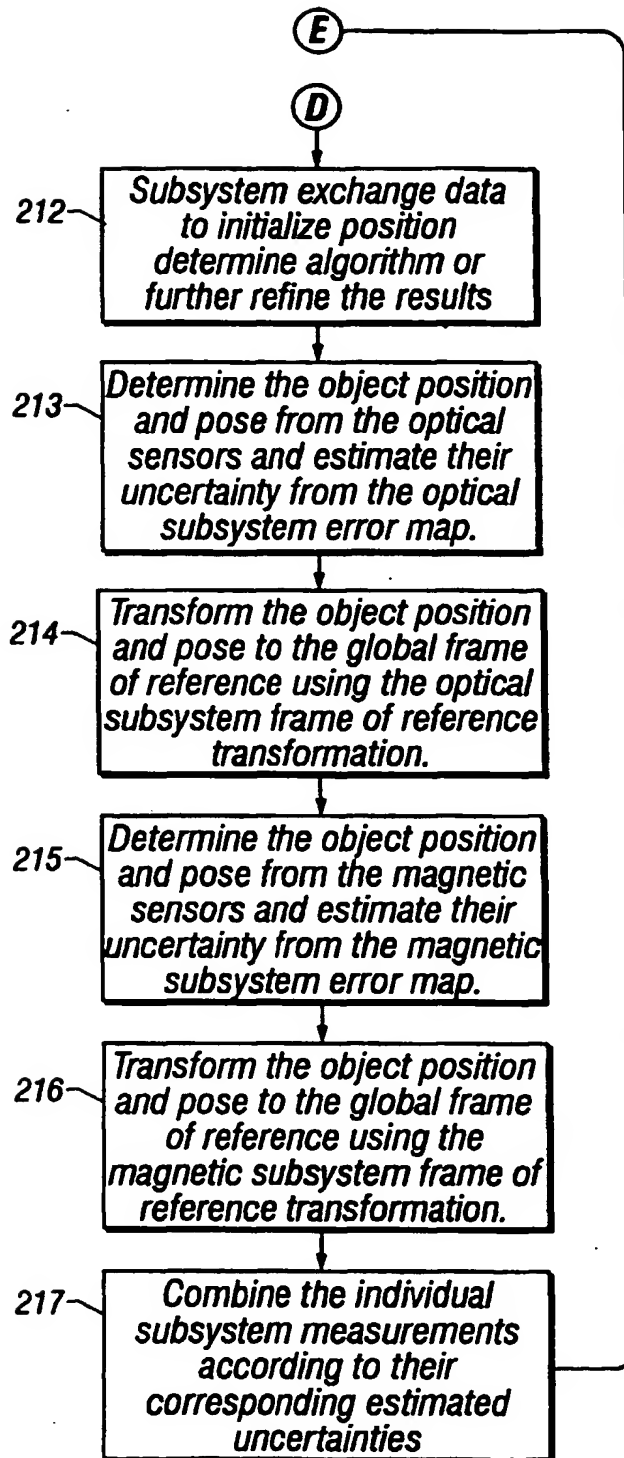 E
D
212
Subsystem exchange data
to initialize position
determine algorithm or
further refine the results
213
Determine the object position
and pose from the optical
sensors and estimate their
uncertainty from the optical
subsystem error map.
214
Transform the object position
and pose to the global frame
of reference using the optical
subsystem frame of reference
transformation.
215
Determine the object position
and pose from the magnetic
sensors and estimate their
uncertainty from the magnetic
subsystem error map.
216
Transform the object position
and pose to the global frame
of reference using the
magnetic subsystem frame of
reference transformation.
217
Combine the individual
subsystem measurements
according to their
corresponding estimated
uncertainties